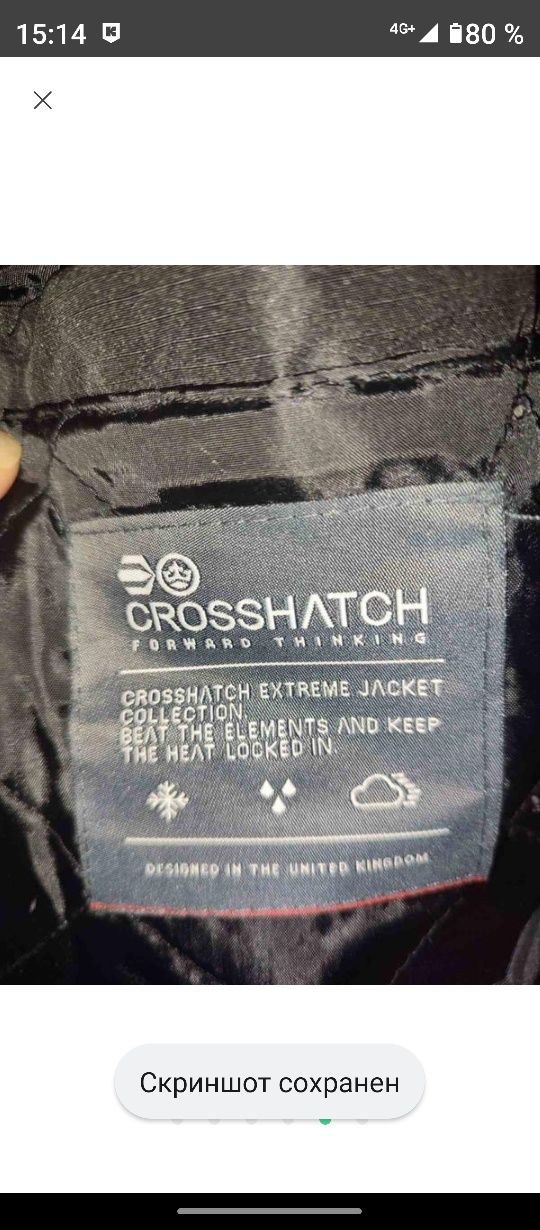 15:14
4G+ 80 %
CROSSHATCH
FORWARD THINKING
CROSSHATCH EXTREME JACKET
COLLECTION.
BEAT THE ELEMENTS AND KEEP
THE HEAT LOCKED IN.
DESIGNED IN THE UNITED KINGDOM
Скриншот сохранен